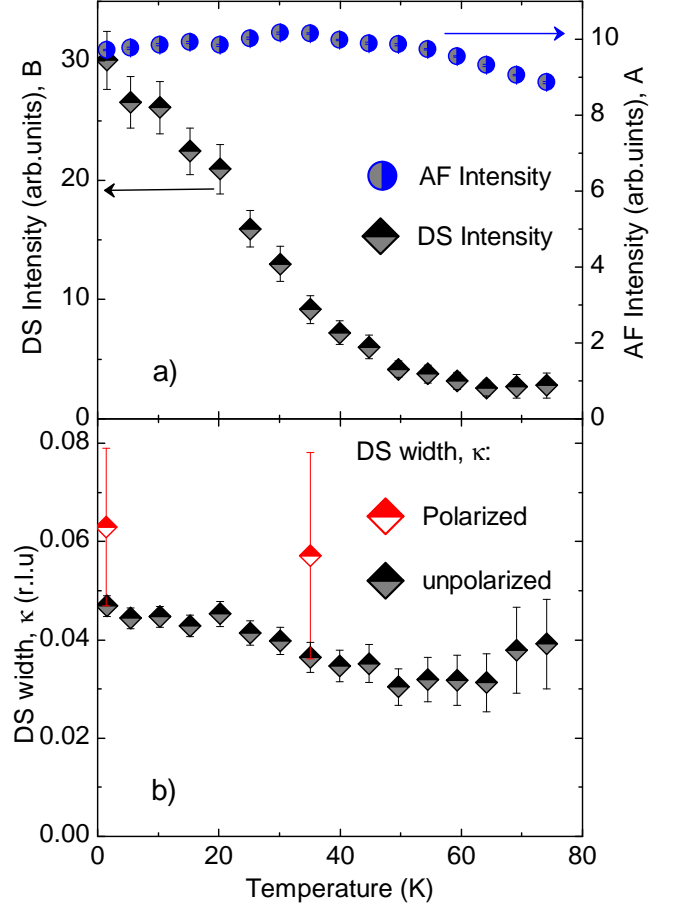 DS Intensity (arb.units), B
30
20
10
0
AF Intensity (arb.uints), A
10
8
6
4
2
0
AF Intensity
DS Intensity
a)
DS width, κ (r.l.u)
0.08
0.06
0.04
0.02
0.00
DS width, κ:
Polarized
unpolarized
b)
0
20
40
60
80
Temperature (K)